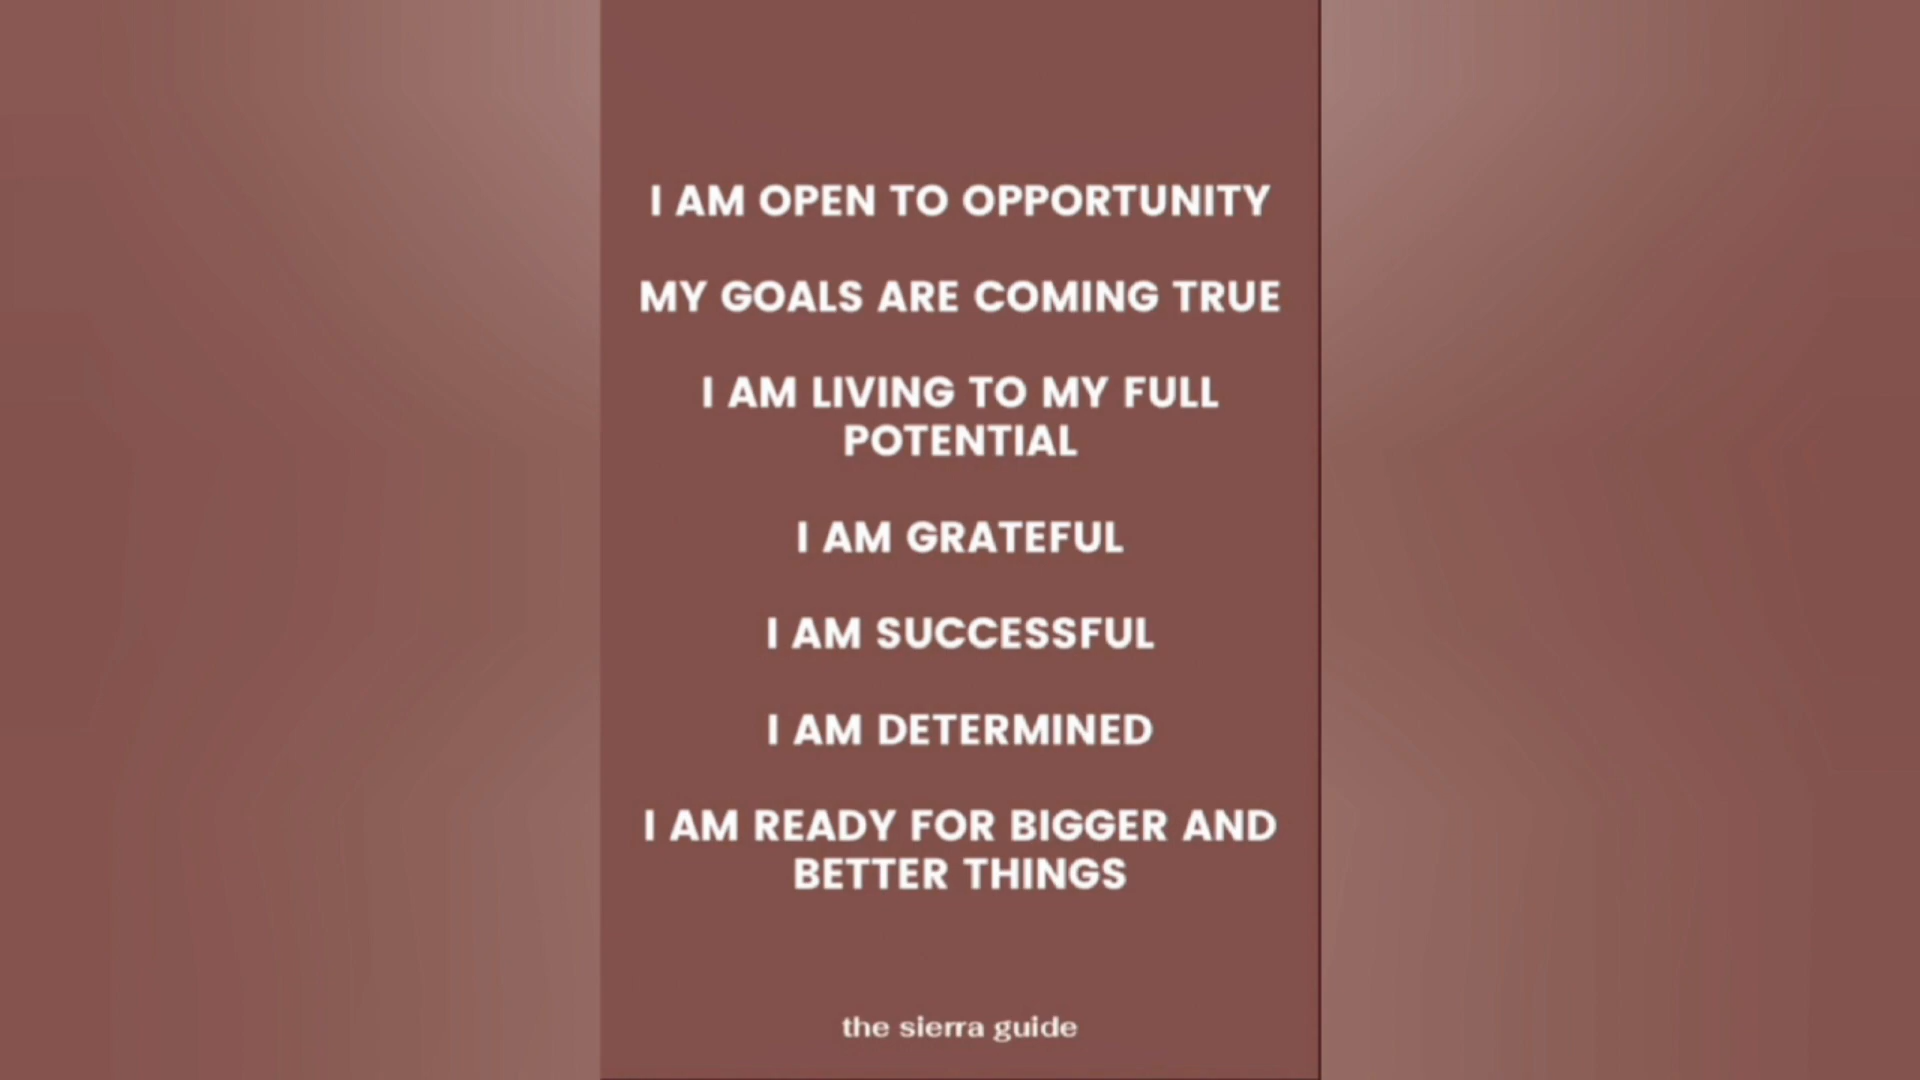 I AM OPEN TO OPPORTUNITY
MY GOALS ARE COMING TRUE
I AM LIVING TO MY FULL
POTENTIAL
I AM GRATEFUL
I AM SUCCESSFUL
I AM DETERMINED
I AM READY FOR BIGGER AND
BETTER THINGS
the sierra guide